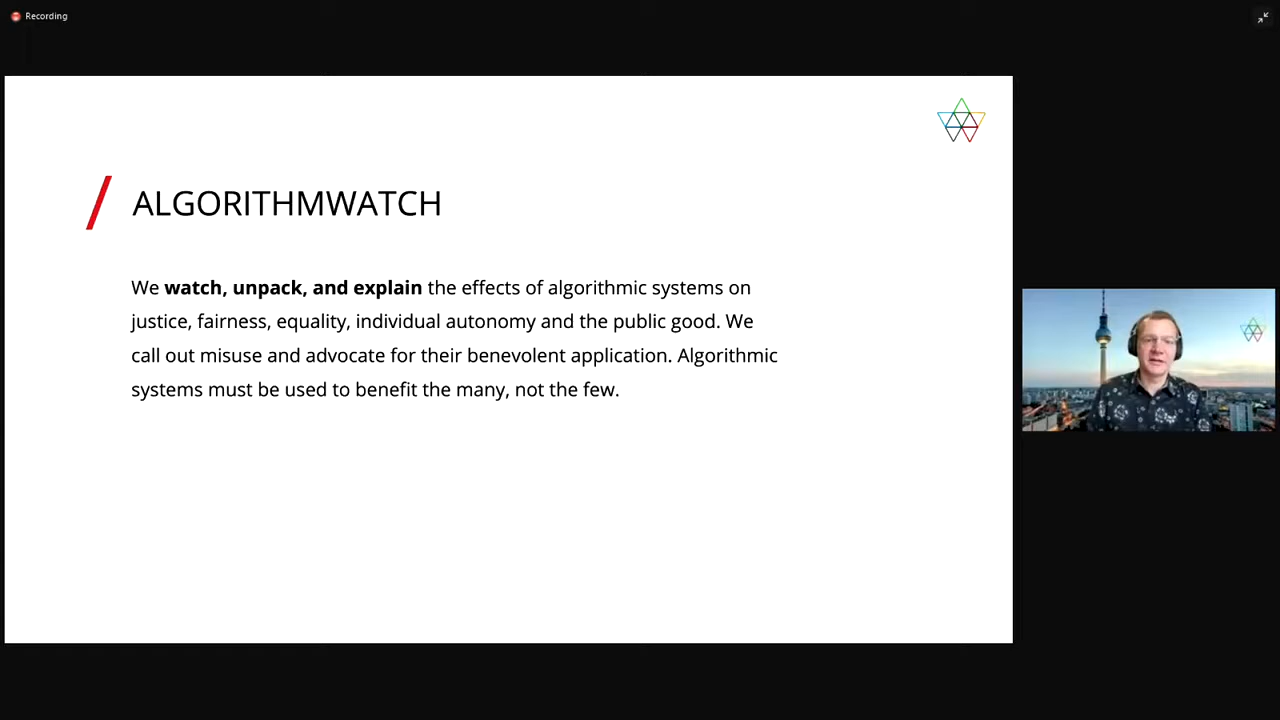 Recording
ALGORITHMWATCH
We watch, unpack, and explain the effects of algorithmic systems on
justice, fairness, equality, individual autonomy and the public good. We
call out misuse and advocate for their benevolent application. Algorithmic
systems must be used to benefit the many, not the few.